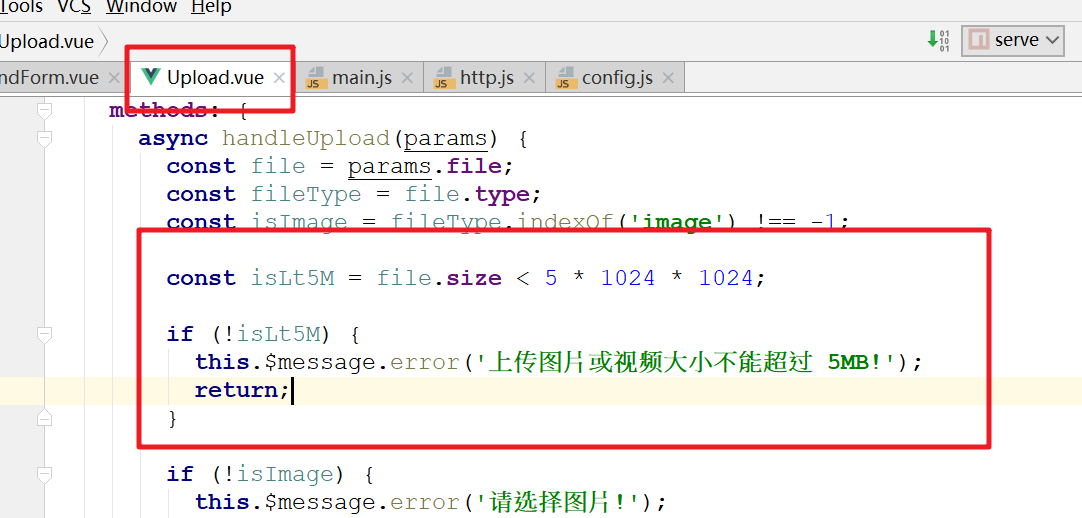 Tools VCS Window Help
Upload.vue serve
ndForm.vue Upload.vue main.js http.js config.js
methods: {
async handleUpload(params) {
const file = params.file;
const fileType = file.type;
const isImage = fileType.indexOf('image') !== -1;
const isLt5M = file.size < 5 * 1024 * 1024;
if (!isLt5M) {
this.$message.error('上传图片或视频大小不能超过 5MB!');
return;
}
if (!isImage) {
this.$message.error('请选择图片!');